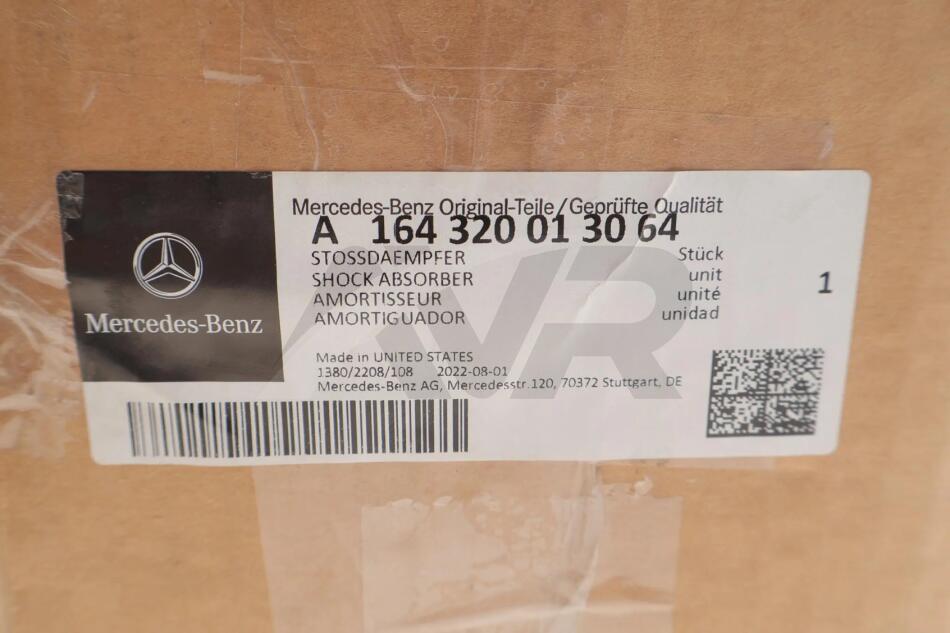 Mercedes-Benz Original-Teile/Geprüfte Qualität
A 164 320 01 30 64
STOSSDAEMPFER Stück
SHOCK ABSORBER unit
AMORTISSEUR unité 1
AMORTIGUADOR unidad
Mercedes-Benz
Made in UNITED STATES
1380/2208/108 2022-08-01
Mercedes-Benz AG, Mercedesstr.120, 70372 Stuttgart, DE
AVR